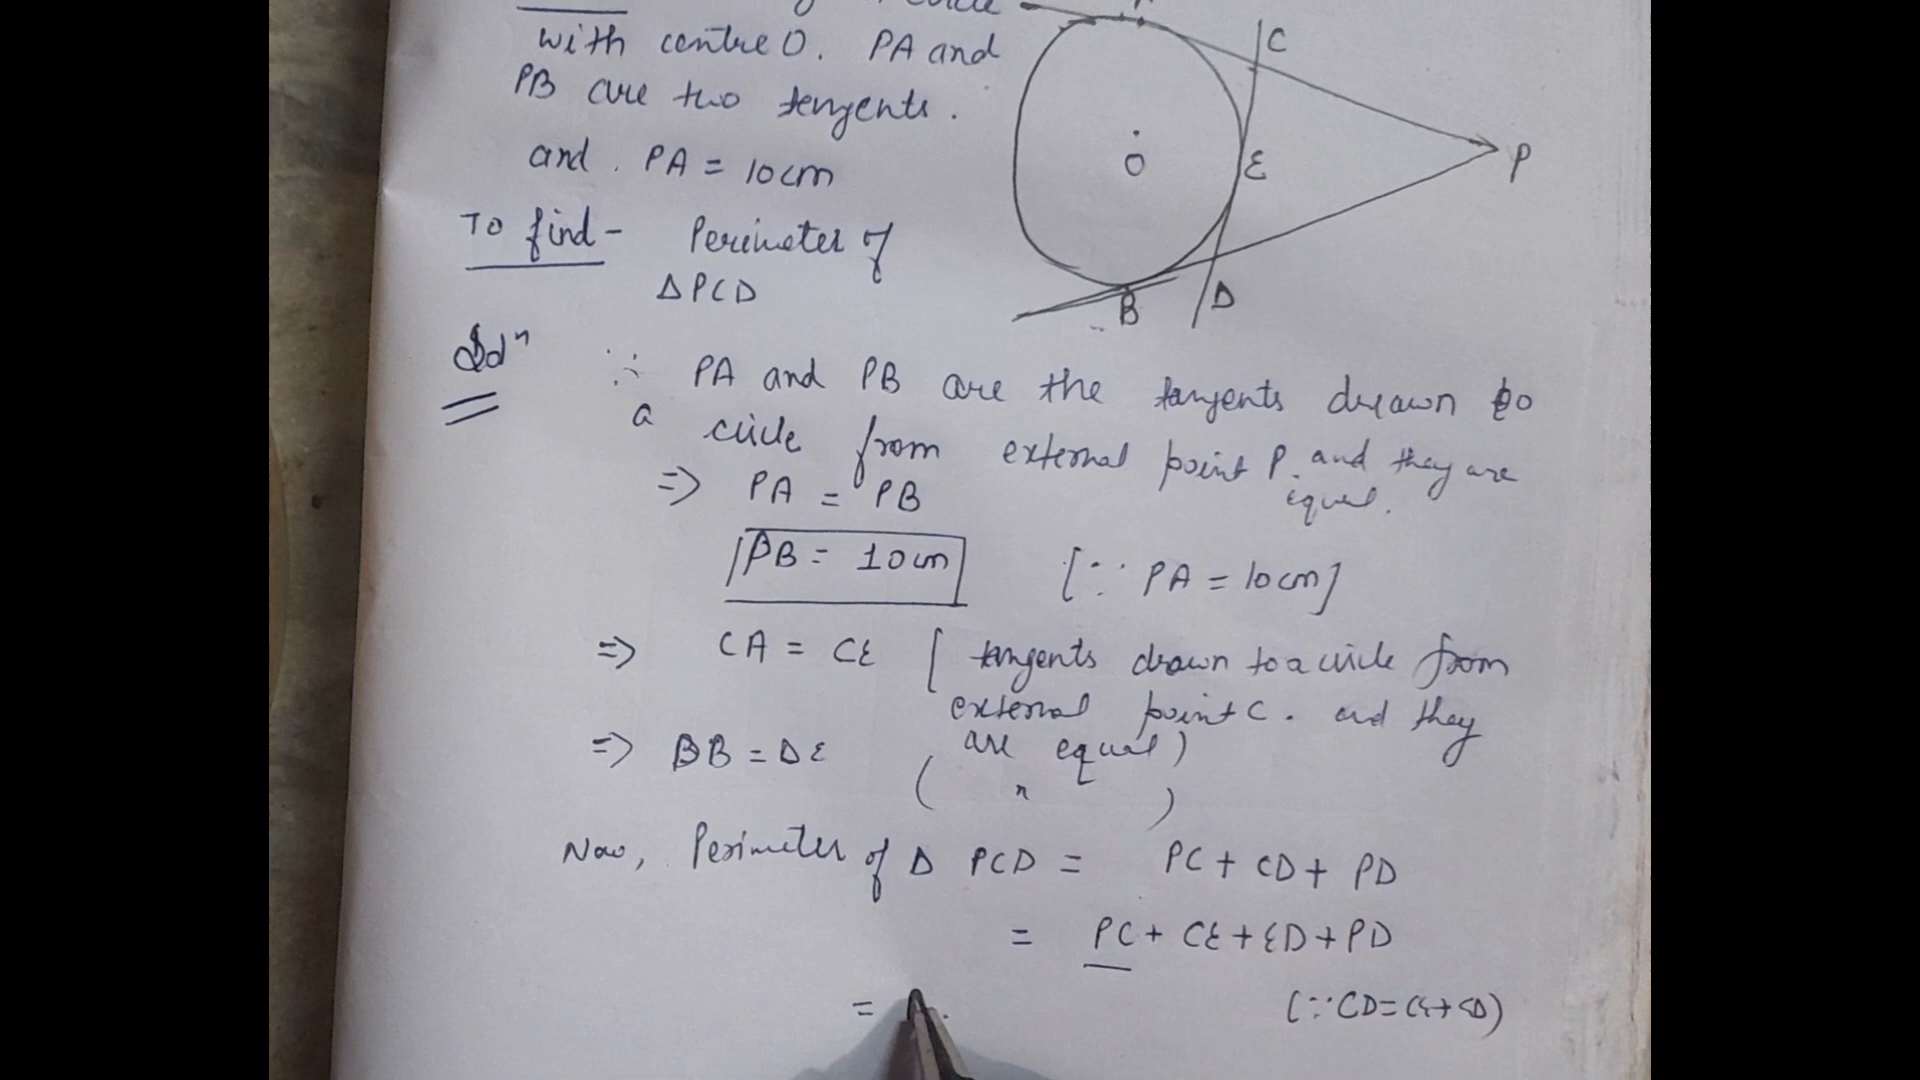 with centre O. PA and
PB are two tengents.
and . PA = 10cm
To find - Perimeter of
Δ PCD
C
E
P
O
D
B
Solⁿ ∵ PA and PB are the tangents drawn to
a circle from external point P. and they are
equal.
=> PA = PB
PB = 10cm [∵ PA = 10cm]
=> CA = CE [ tangents drawn to a circle from
external point C. and they
are equal)
=> BB = DE
( " )
Now, Perimeter of Δ PCD = PC + CD + PD
= PC + CE + ED + PD
= (∵ CD = CE + ED)